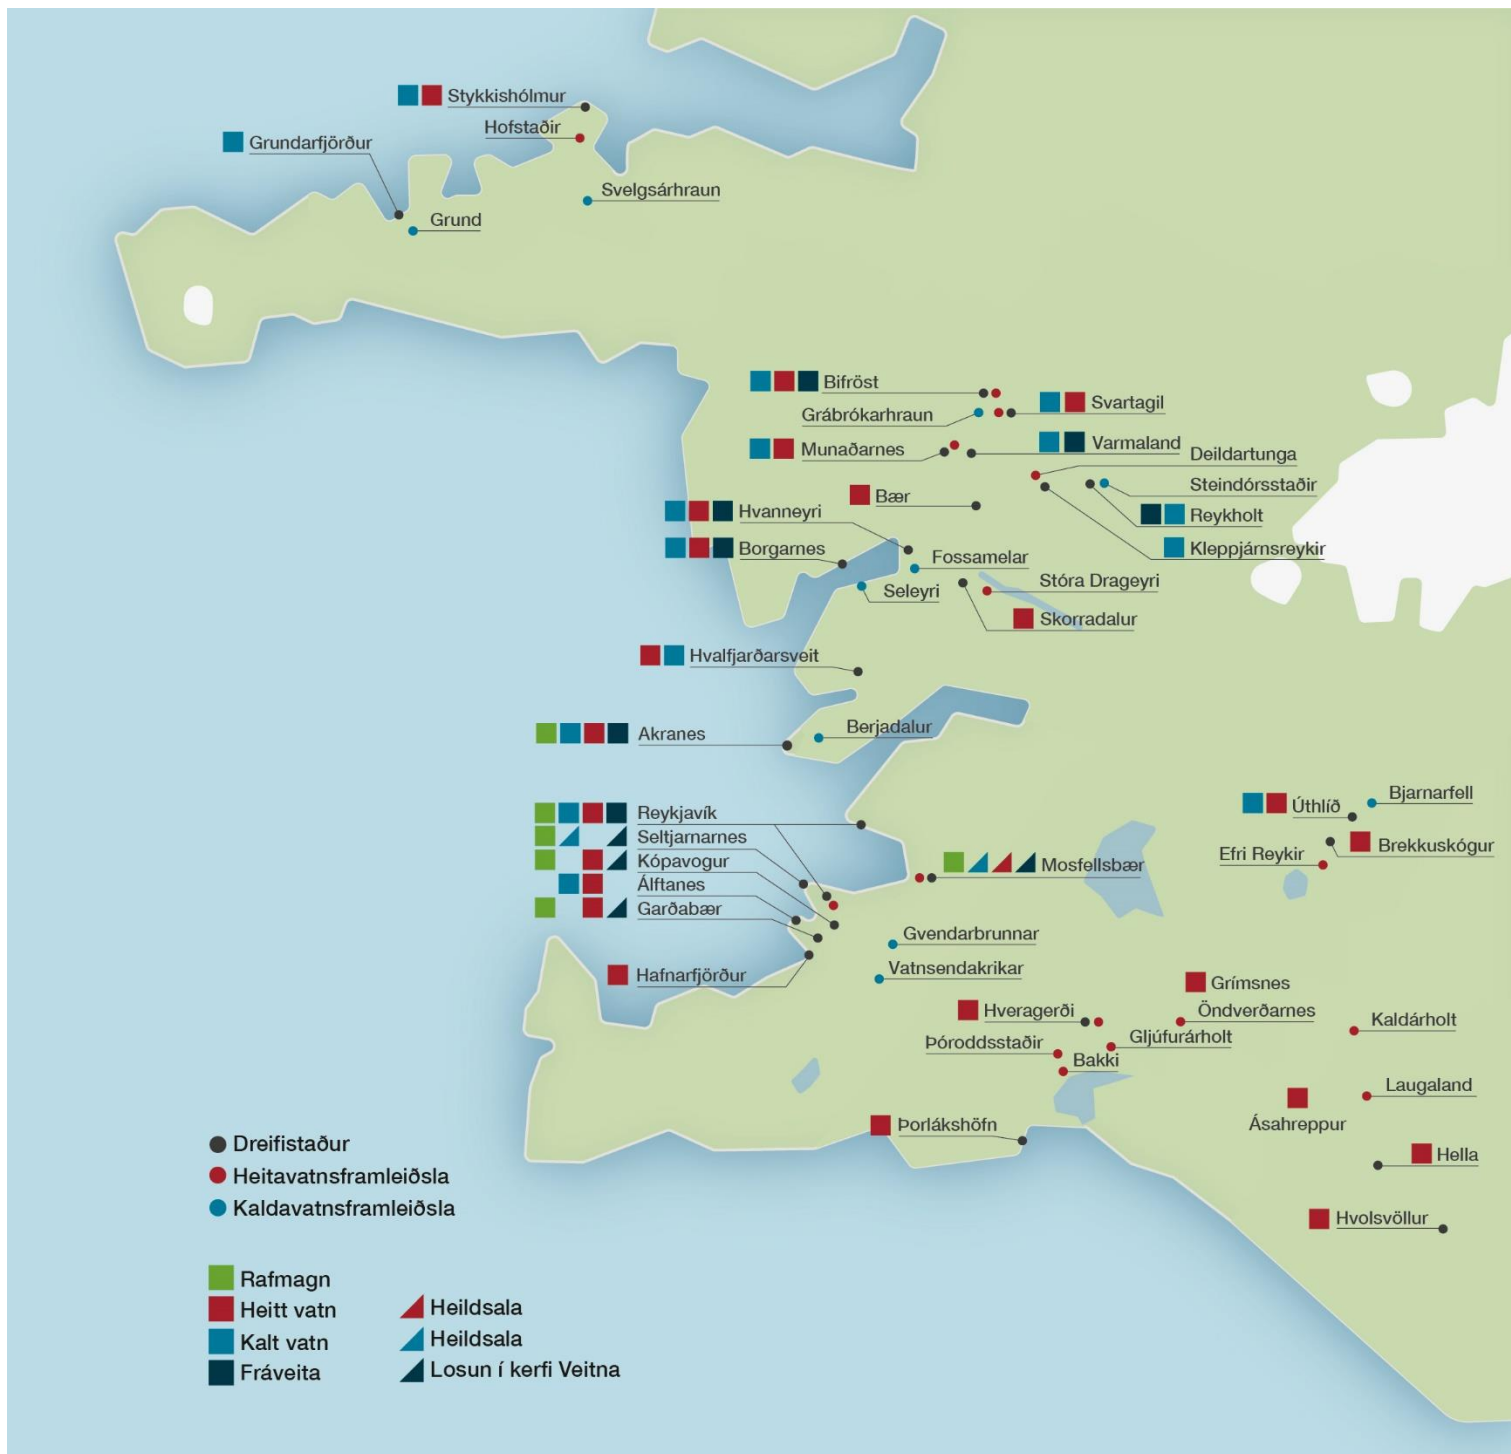 Stykkishólmur
Hofstaðir
Grundarfjörður
Svelgsárhraun
Grund
Bifröst
Grábrókarhraun
Svartagil
Munaðarnes
Varmaland
Deildartunga
Steindórsstaðir
Bær
Reykholt
Hvanneyri
Kleppjárnsreykir
Borgarnes
Fossamelar
Seleyri
Stóra Drageyri
Skorradalur
Hvalfjarðarsveit
Akranes
Berjadalur
Reykjavík
Seltjarnarnes
Kópavogur
Álftanes
Garðabær
Hafnarfjörður
Mosfellsbær
Úthlíð
Bjarnarfell
Efri Reykir
Brekkuskógur
Gvendarbrunnar
Vatnsendakrikar
Grímsnes
Hveragerði
Öndverðarnes
Kaldárholt
Þóroddsstaðir
Gljúfurárholt
Bakki
Laugaland
Ásahreppur
Þorlákshöfn
Hella
Hvolsvöllur
Dreifistaður
Heitavatnsframleiðsla
Kaldavatnsframleiðsla
Rafmagn
Heitt vatn
Kalt vatn
Fráveita
Heildsala
Heildsala
Losun í kerfi Veitna